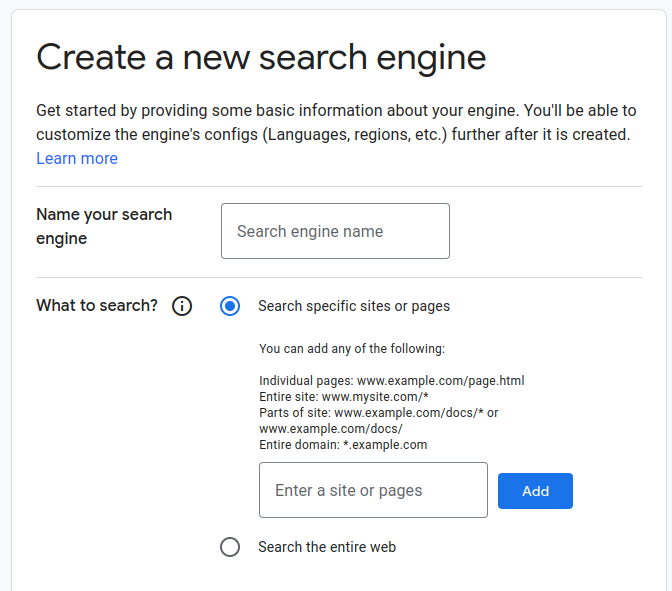 Create a new search engine
Get started by providing some basic information about your engine. You'll be able to
customize the engine's configs (Languages, regions, etc.) further after it is created.
Learn more
Name your search
engine
Search engine name
What to search?
Search specific sites or pages
You can add any of the following:
Individual pages: www.example.com/page.html
Entire site: www.mysite.com/*
Parts of site: www.example.com/docs/* or
www.example.com/docs/
Entire domain: *.example.com
Enter a site or pages
Add
Search the entire web